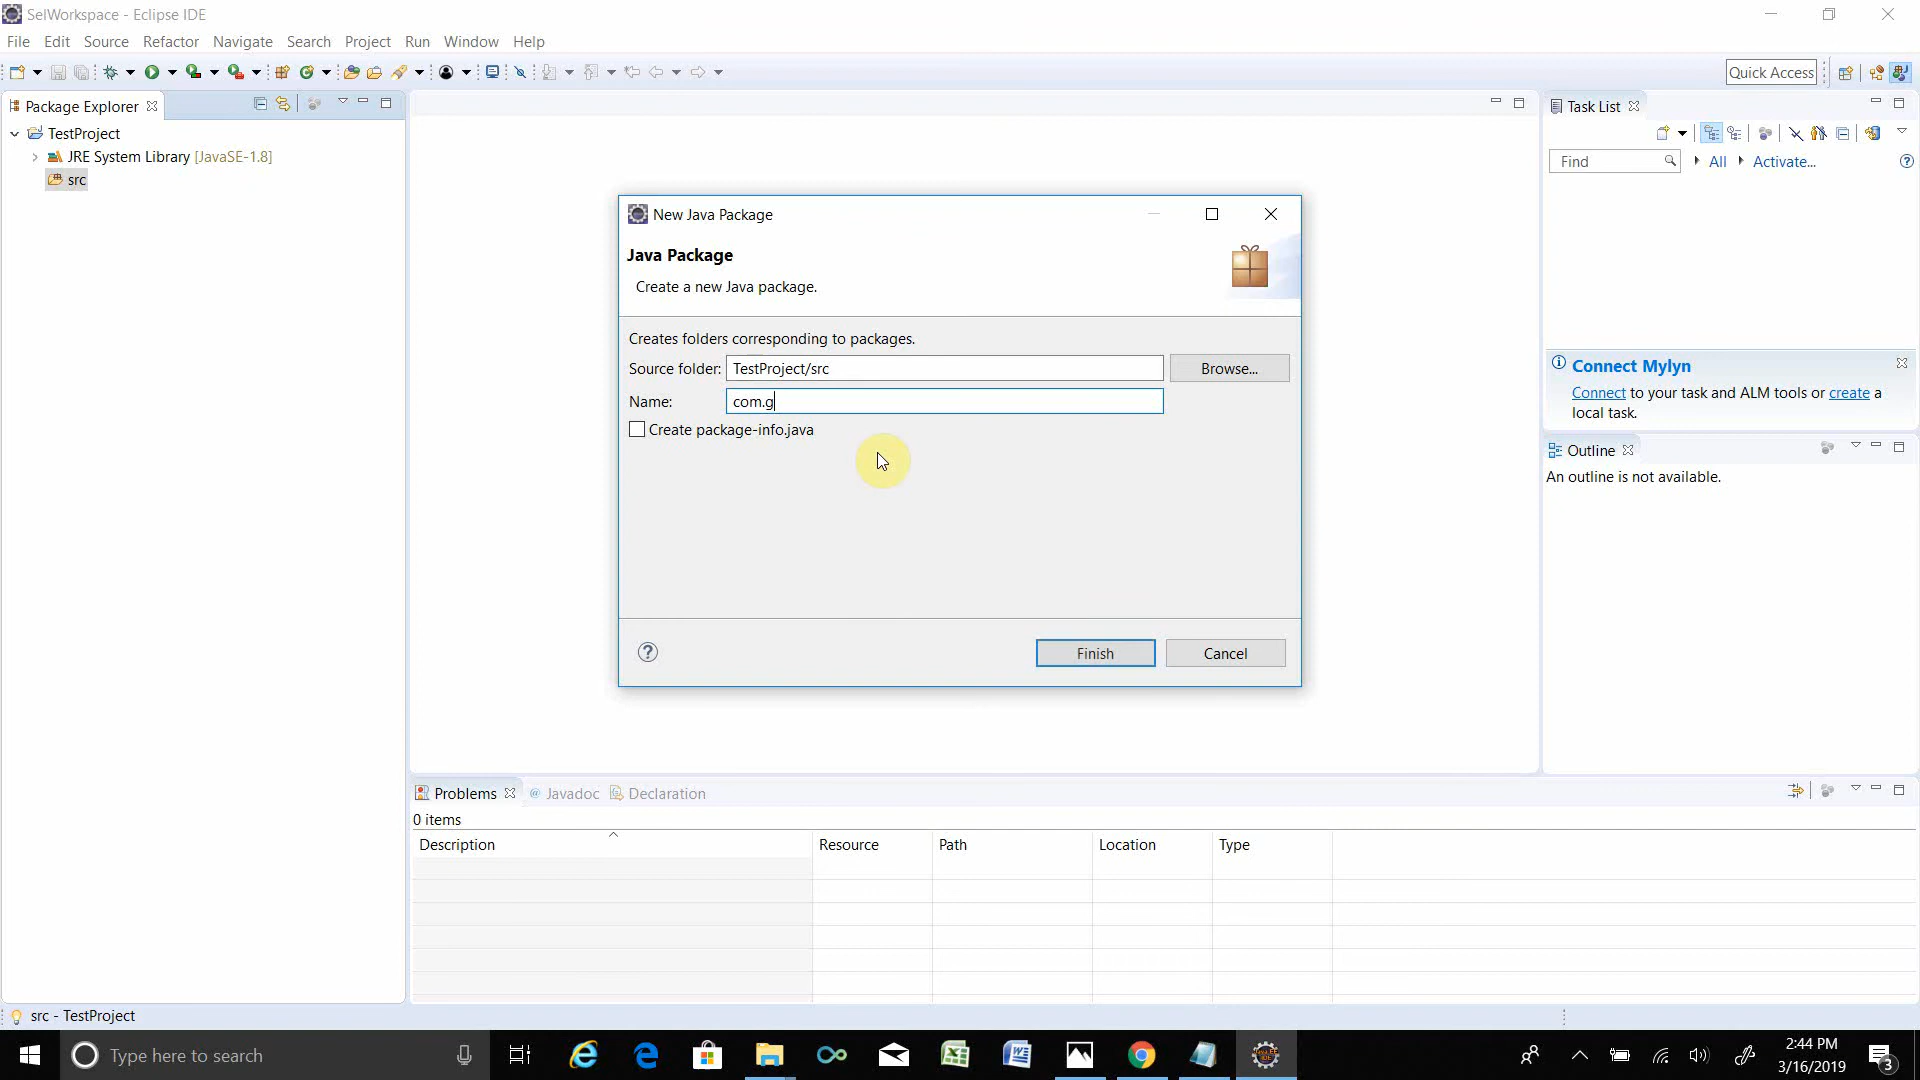 SelWorkspace - Eclipse IDE
File Edit Source Refactor Navigate Search Project Run Window Help
Quick Access
Package Explorer
TestProject
JRE System Library [JavaSE-1.8]
src
New Java Package
Java Package
Create a new Java package.
Creates folders corresponding to packages.
Source folder: TestProject/src Browse...
Name: com.g
Create package-info.java
Finish Cancel
Task List
Find All Activate...
Connect Mylyn
Connect to your task and ALM tools or create a
local task.
Outline
An outline is not available.
Problems @ Javadoc Declaration
0 items
Description Resource Path Location Type
src - TestProject
Type here to search
2:44 PM
3/16/2019
3